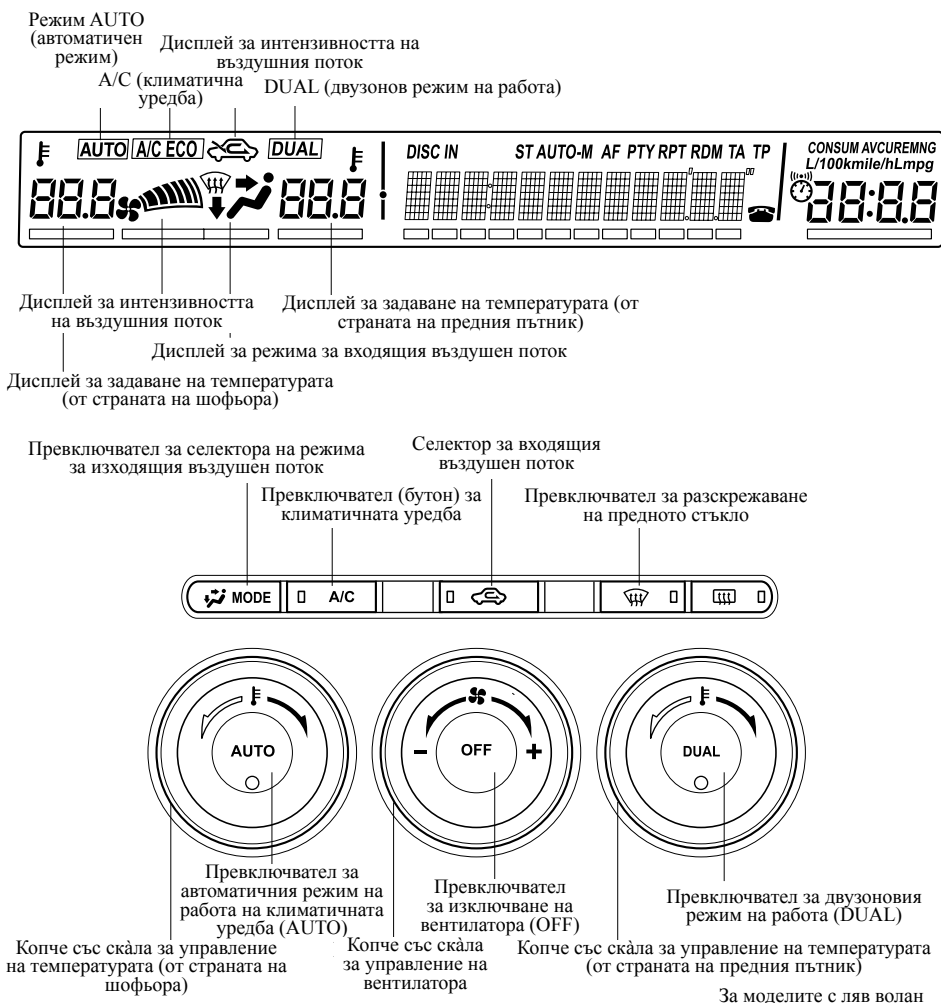 Режим AUTO
(автоматичен
режим)
Дисплей за интензивността на
въздушния поток
A/C (климатична
уредба)
DUAL (двузонов режим на работа)
AUTO A/C ECO DUAL
DISC IN ST AUTO-M AF PTY RPT RDM TA TP
CONSUM AVCUREMNG
L/100kmile/hLmpg
88.8 88.8 38:8.8
Дисплей за интензивността
на въздушния поток
Дисплей за задаване на температурата (от
страната на предния пътник)
Дисплей за режима за входящия въздушен поток
Дисплей за задаване на температурата
(от страната на шофьора)
Превключвател за селектора на режима
за изходящия въздушен поток
Селектор за входящия
въздушен поток
Превключвател (бутон) за
климатичната уредба
Превключвател за разскрежаване
на предното стъкло
MODE A/C
AUTO
– OFF +
DUAL
Превключвател за
автоматичния режим на
работа на климатичната
уредба (AUTO)
Превключвател
за изключване на
вентилатора (OFF)
Превключвател за двузоновия
режим на работа (DUAL)
Копче със скàла за управление
на температурата (от страната на
шофьора)
Копче със скàла
за управление на
вентилатора
Копче със скàла за управление на температурата
(от страната на предния пътник)
За моделите с ляв волан